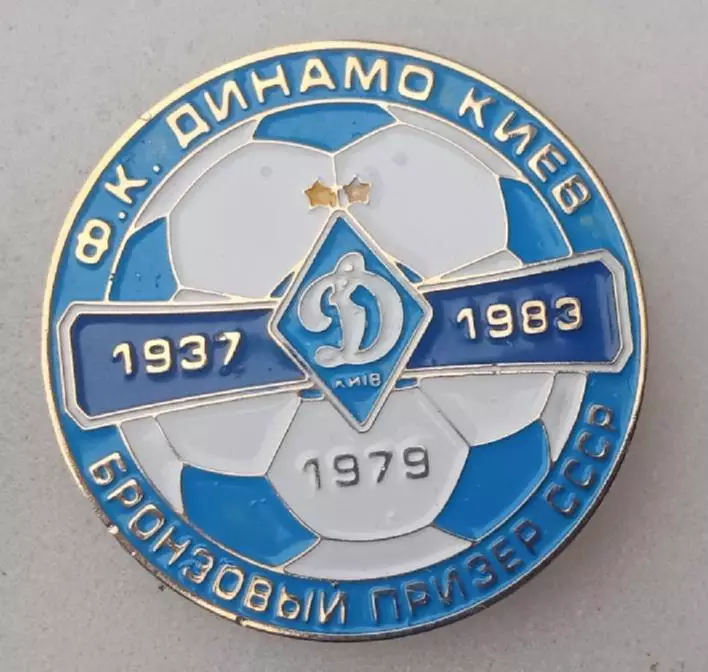 Ф.К. ДИНАМО КИЕВ
1937
1983
Д
КИЇВ
1979
БРОНЗОВЫЙ ПРИЗЕР СССР